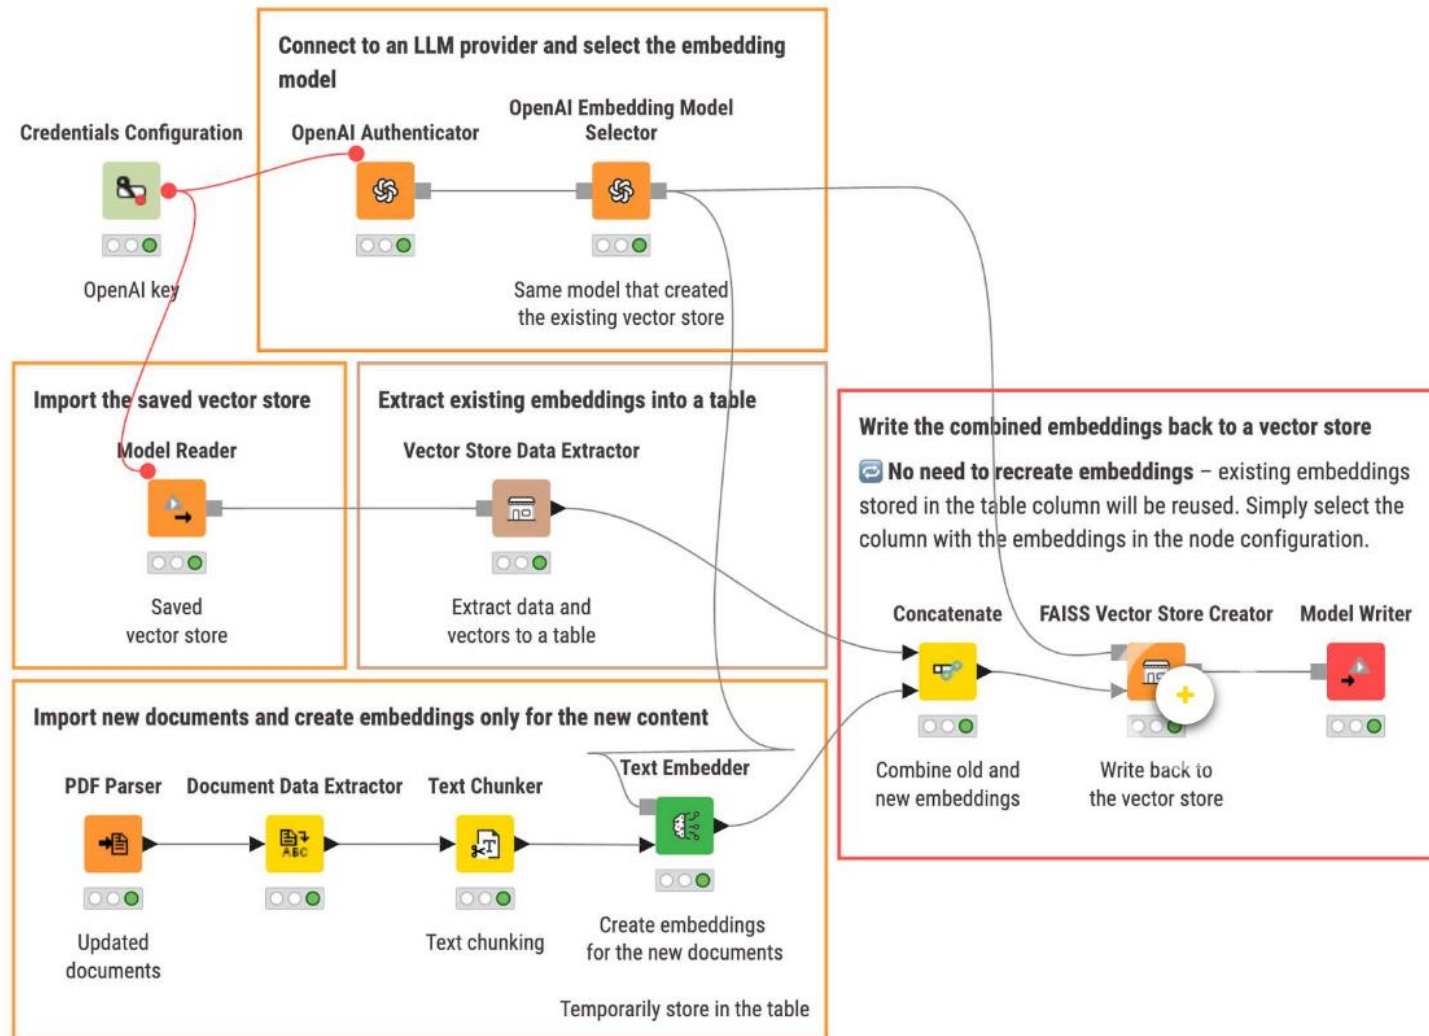 Connect to an LLM provider and select the embedding
model
Credentials Configuration
OpenAI Authenticator
OpenAI Embedding Model
Selector
OpenAI key
Same model that created
the existing vector store
Import the saved vector store
Model Reader
Saved
vector store
Extract existing embeddings into a table
Vector Store Data Extractor
Extract data and
vectors to a table
Import new documents and create embeddings only for the new content
PDF Parser
Document Data Extractor
Text Chunker
Text Embedder
ABC
T
Updated
documents
Text chunking
Create embeddings
for the new documents
Temporarily store in the table
Write the combined embeddings back to a vector store
No need to recreate embeddings – existing embeddings
stored in the table column will be reused. Simply select the
column with the embeddings in the node configuration.
Concatenate
FAISS Vector Store Creator
Model Writer
Combine old and
new embeddings
Write back to
the vector store